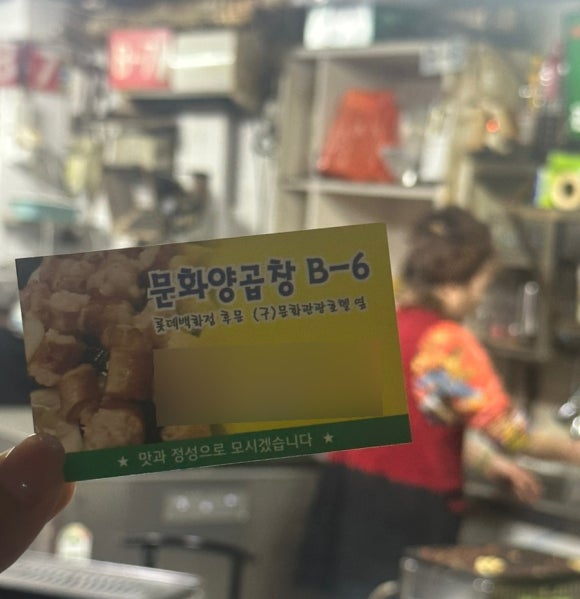 문화양곱창 B-6
롯데백화점 후문 (구)문화관광호텔 옆
★ 맛과 정성으로 모시겠습니다 ★